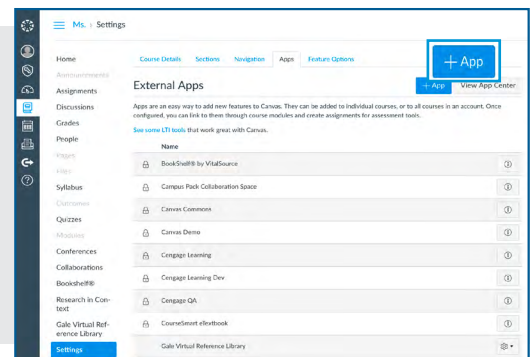 Ms. › Settings
Home
Announcements
Assignments
Discussions
Grades
People
Pages
Files
Syllabus
Outcomes
Quizzes
Modules
Conferences
Collaborations
Bookshelf®
Research in Con-
text
Gale Virtual Ref-
erence Library
Settings
Course Details Sections Navigation Apps Feature Options
+ App
External Apps
+ App View App Center
Apps are an easy way to add new features to Canvas. They can be added to individual courses, or to all courses in an account. Once
configured, you can link to them through course modules and create assignments for assessment tools.
See some LTI tools that work great with Canvas.
Name
BookShelf® by VitalSource
Campus Pack Collaboration Space
Canvas Commons
Canvas Demo
Cengage Learning
Cengage Learning Dev
Cengage QA
CourseSmart eTextbook
Gale Virtual Reference Library